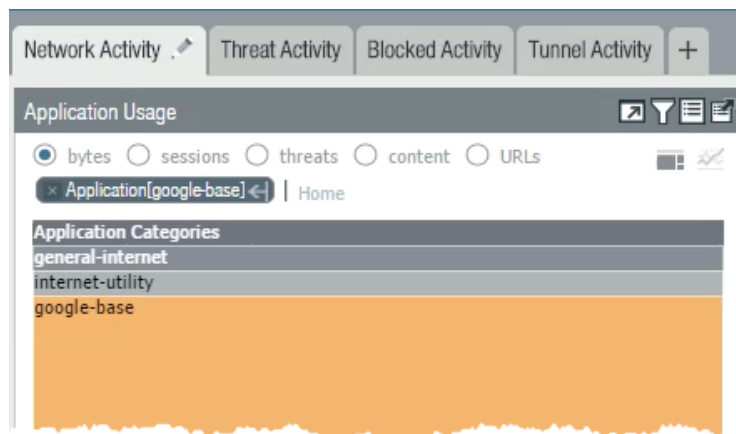 Network Activity Threat Activity Blocked Activity Tunnel Activity +
Application Usage
bytes sessions threats content URLs
× Application[google-base] | Home
Application Categories
general-internet
internet-utility
google-base